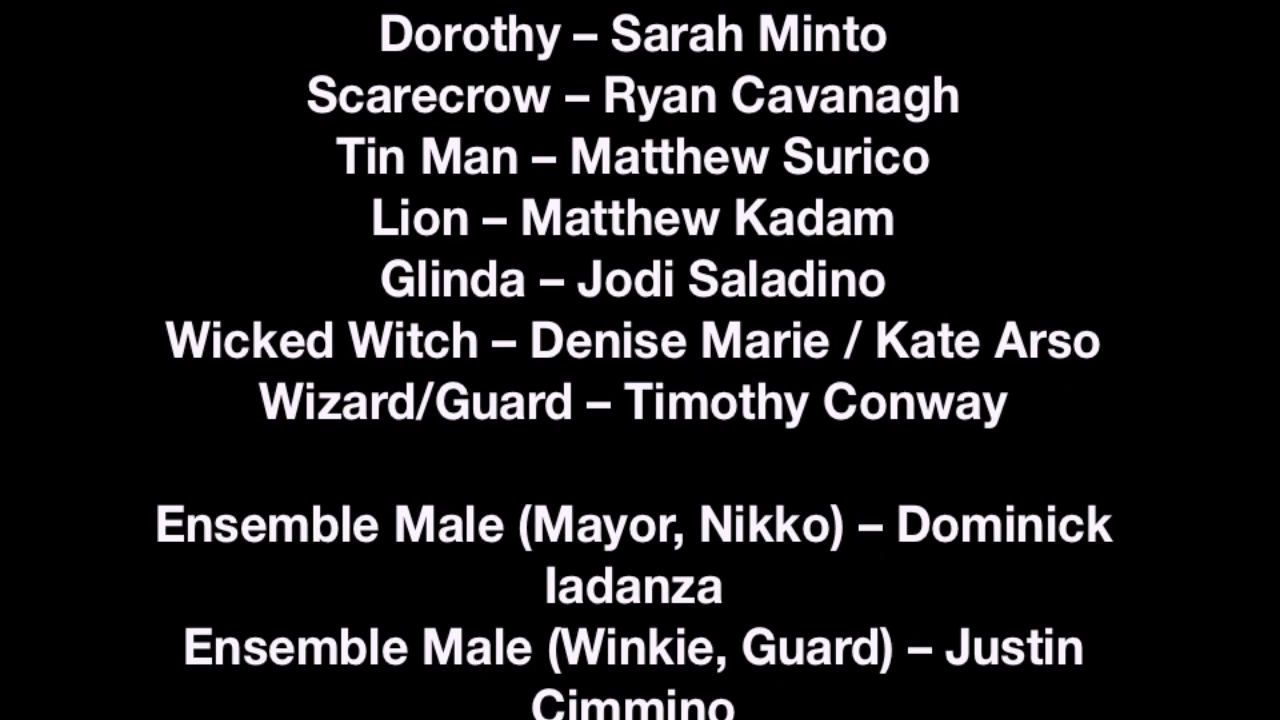 Dorothy – Sarah Minto
Scarecrow – Ryan Cavanagh
Tin Man – Matthew Surico
Lion – Matthew Kadam
Glinda – Jodi Saladino
Wicked Witch – Denise Marie / Kate Arso
Wizard/Guard – Timothy Conway
Ensemble Male (Mayor, Nikko) – Dominick
Iadanza
Ensemble Male (Winkie, Guard) – Justin
Cimmino